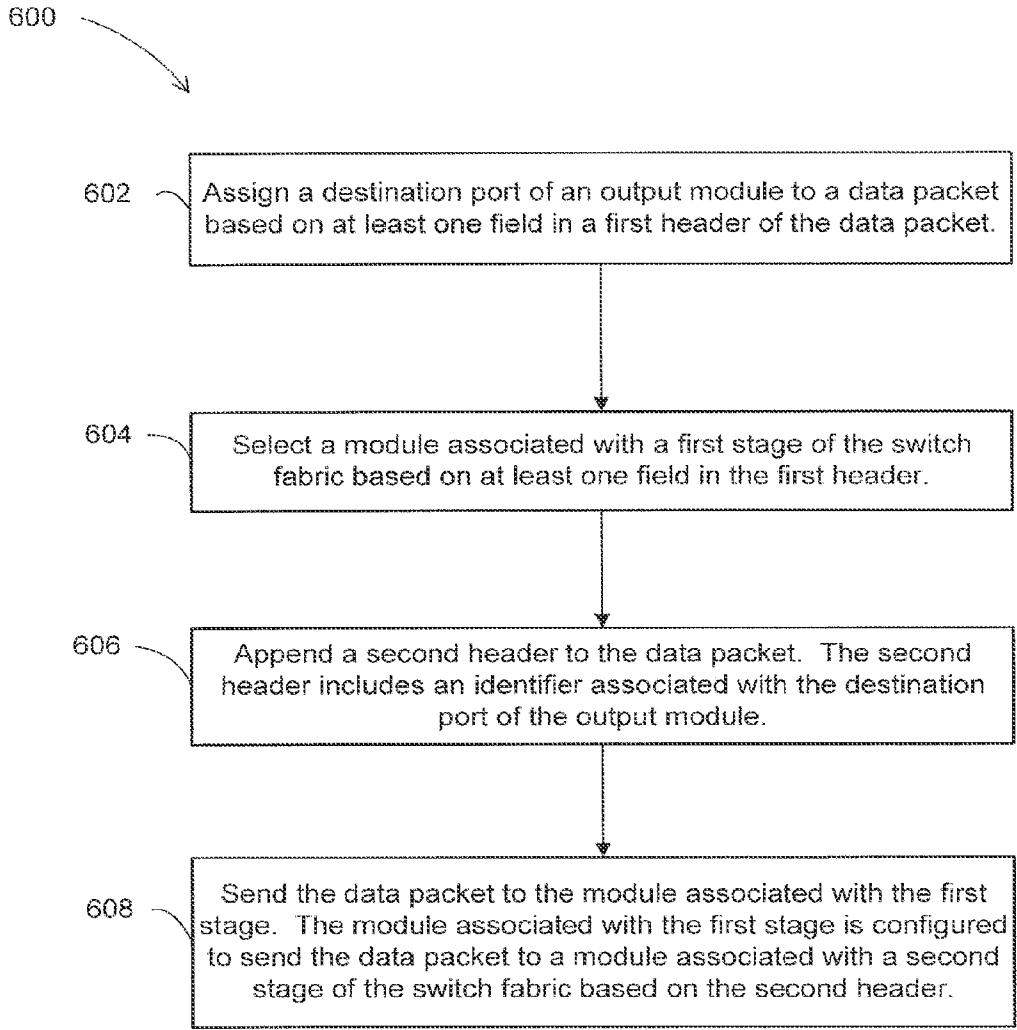 600
602
Assign a destination port of an output module to a data packet
based on at least one field in a first header of the data packet.
604
Select a module associated with a first stage of the switch
fabric based on at least one field in the first header.
606
Append a second header to the data packet. The second
header includes an identifier associated with the destination
port of the output module.
608
Send the data packet to the module associated with the first
stage. The module associated with the first stage is configured
to send the data packet to a module associated with a second
stage of the switch fabric based on the second header.